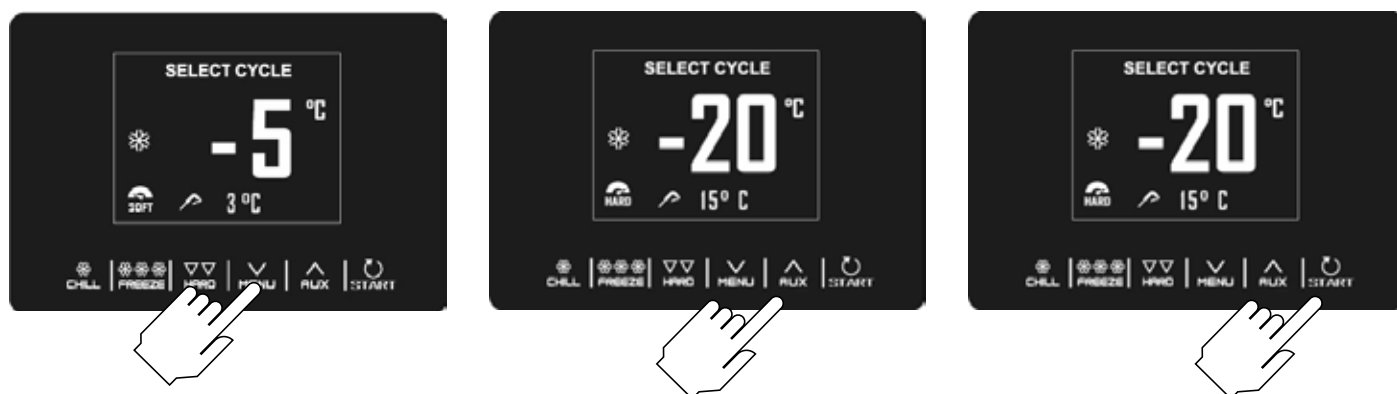 SELECT CYCLE
-5 °C
SOFT 3 °C
CHILL FREEZE HARD MENU AUX START
SELECT CYCLE
-20 °C
HARD 15° C
CHILL FREEZE HARD MENU AUX START
SELECT CYCLE
-20 °C
HARD 15° C
CHILL FREEZE HARD MENU AUX START